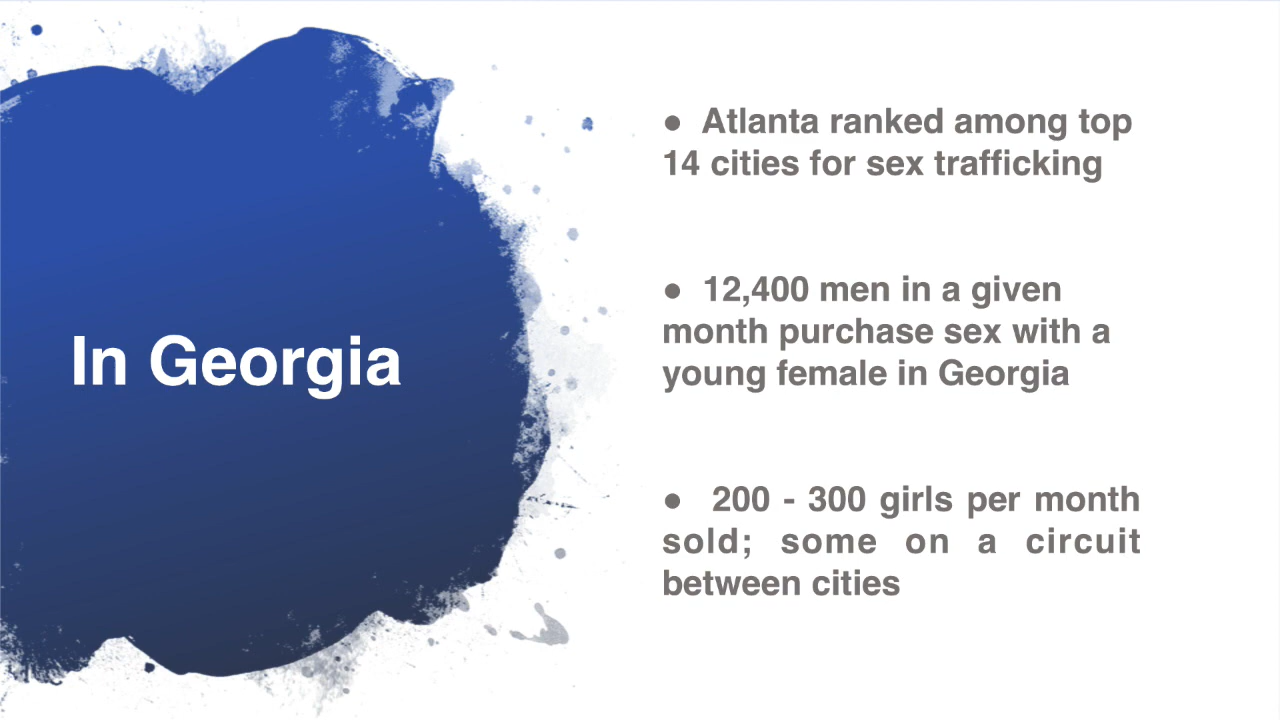 In Georgia
● Atlanta ranked among top
14 cities for sex trafficking
● 12,400 men in a given
month purchase sex with a
young female in Georgia
● 200 - 300 girls per month
sold; some on a circuit
between cities